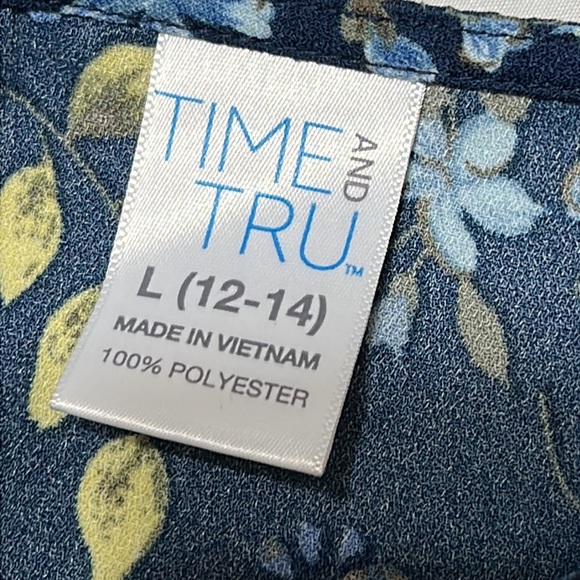 TIME AND
TRU™
L (12-14)
MADE IN VIETNAM
100% POLYESTER